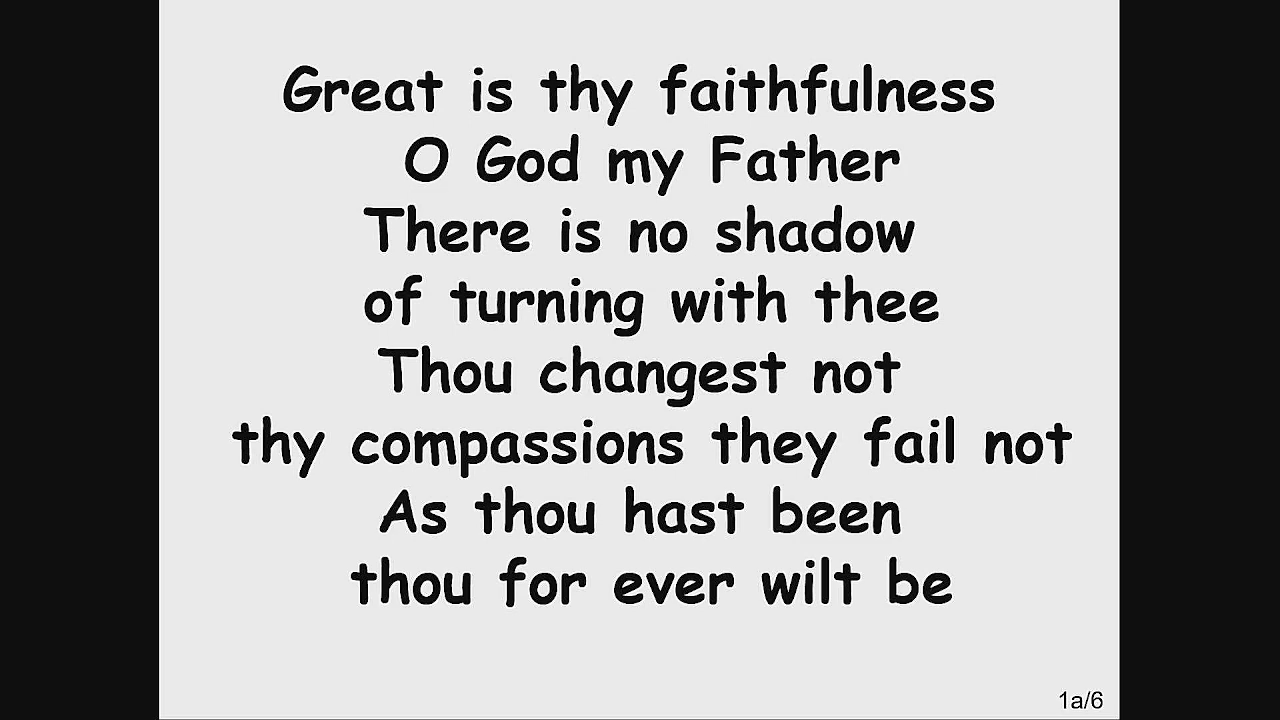 Great is thy faithfulness
O God my Father
There is no shadow
of turning with thee
Thou changest not
thy compassions they fail not
As thou hast been
thou for ever wilt be
1a/6